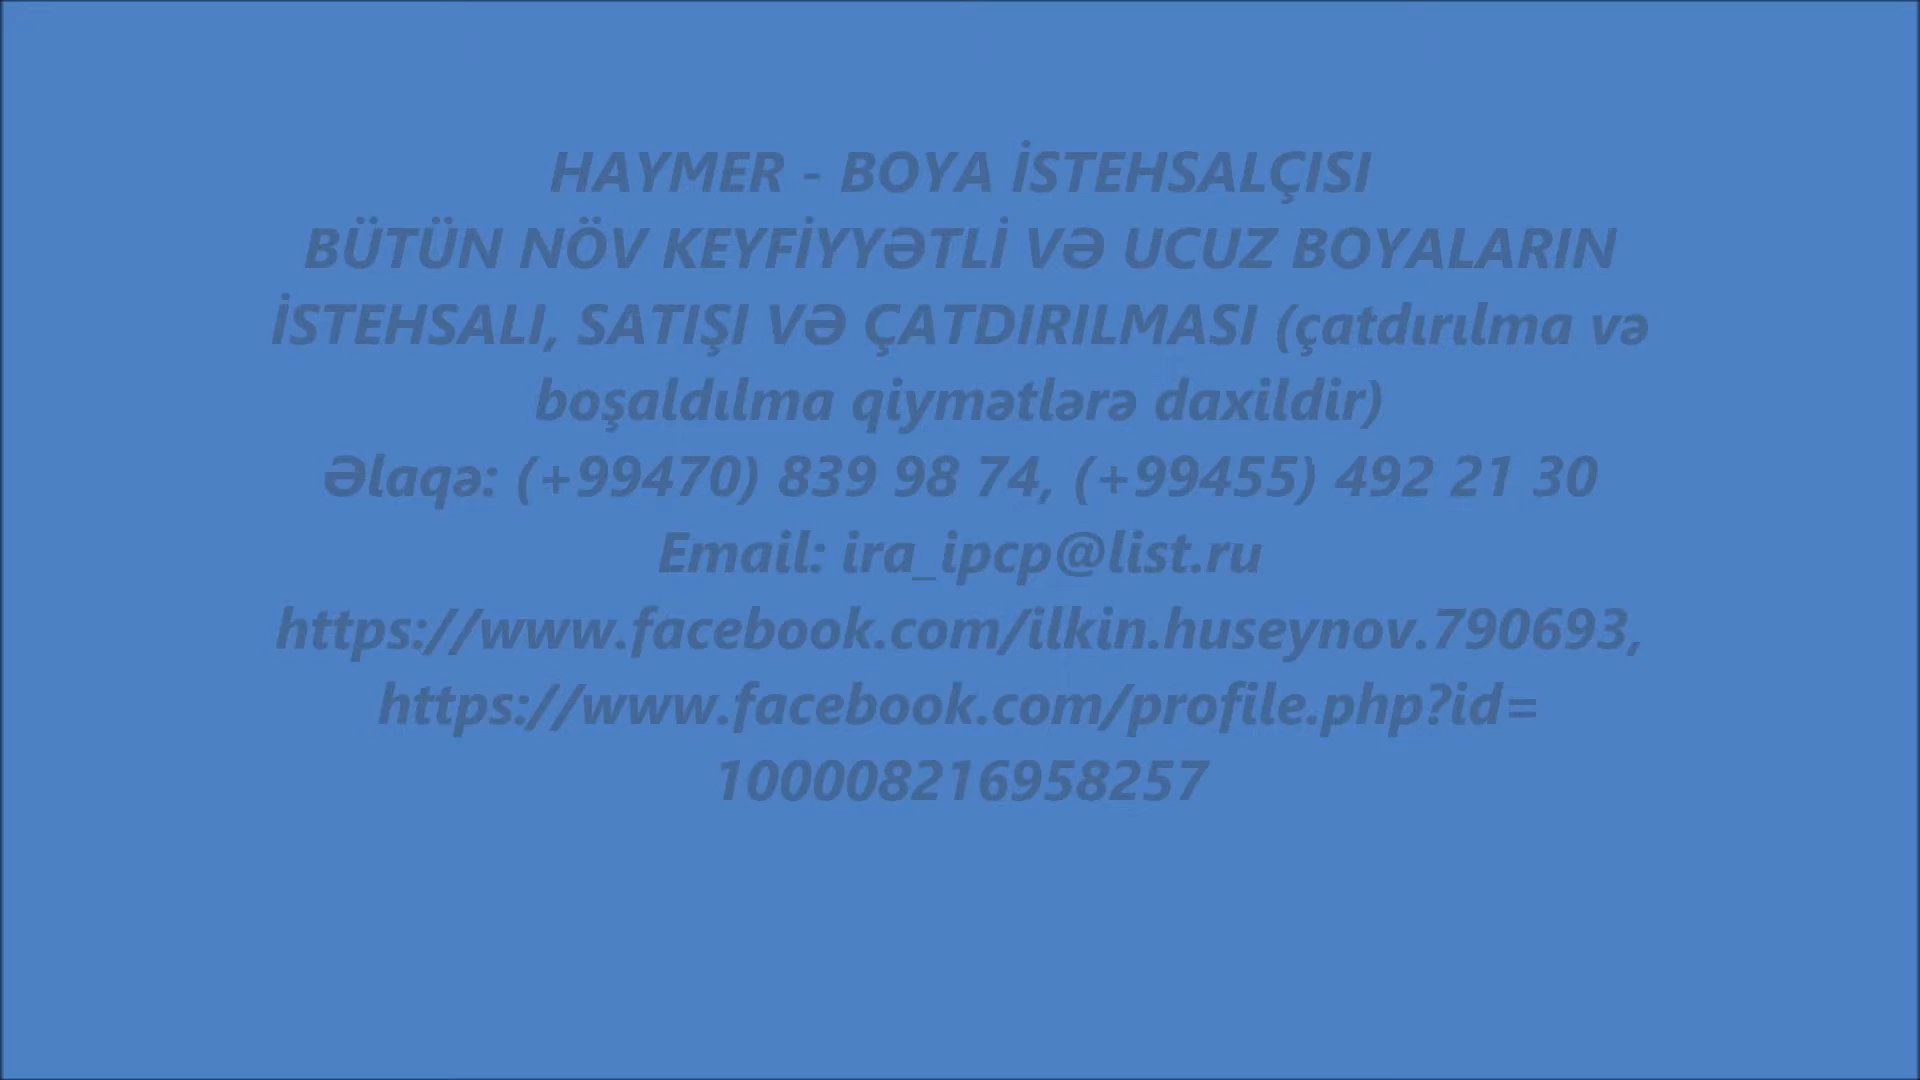 HAYMER - BOYA İSTEHSALÇISI
BÜTÜN NÖV KEYFİYYƏTLİ VƏ UCUZ BOYALARIN
İSTEHSALI, SATIŞI VƏ ÇATDIRILMASI (çatdırılma və
boşaldılma qiymətlərə daxildir)
Əlaqə: (+99470) 839 98 74, (+99455) 492 21 30
Email: ira_ipcp@list.ru
https://www.facebook.com/ilkin.huseynov.790693,
https://www.facebook.com/profile.php?id=
100008216958257